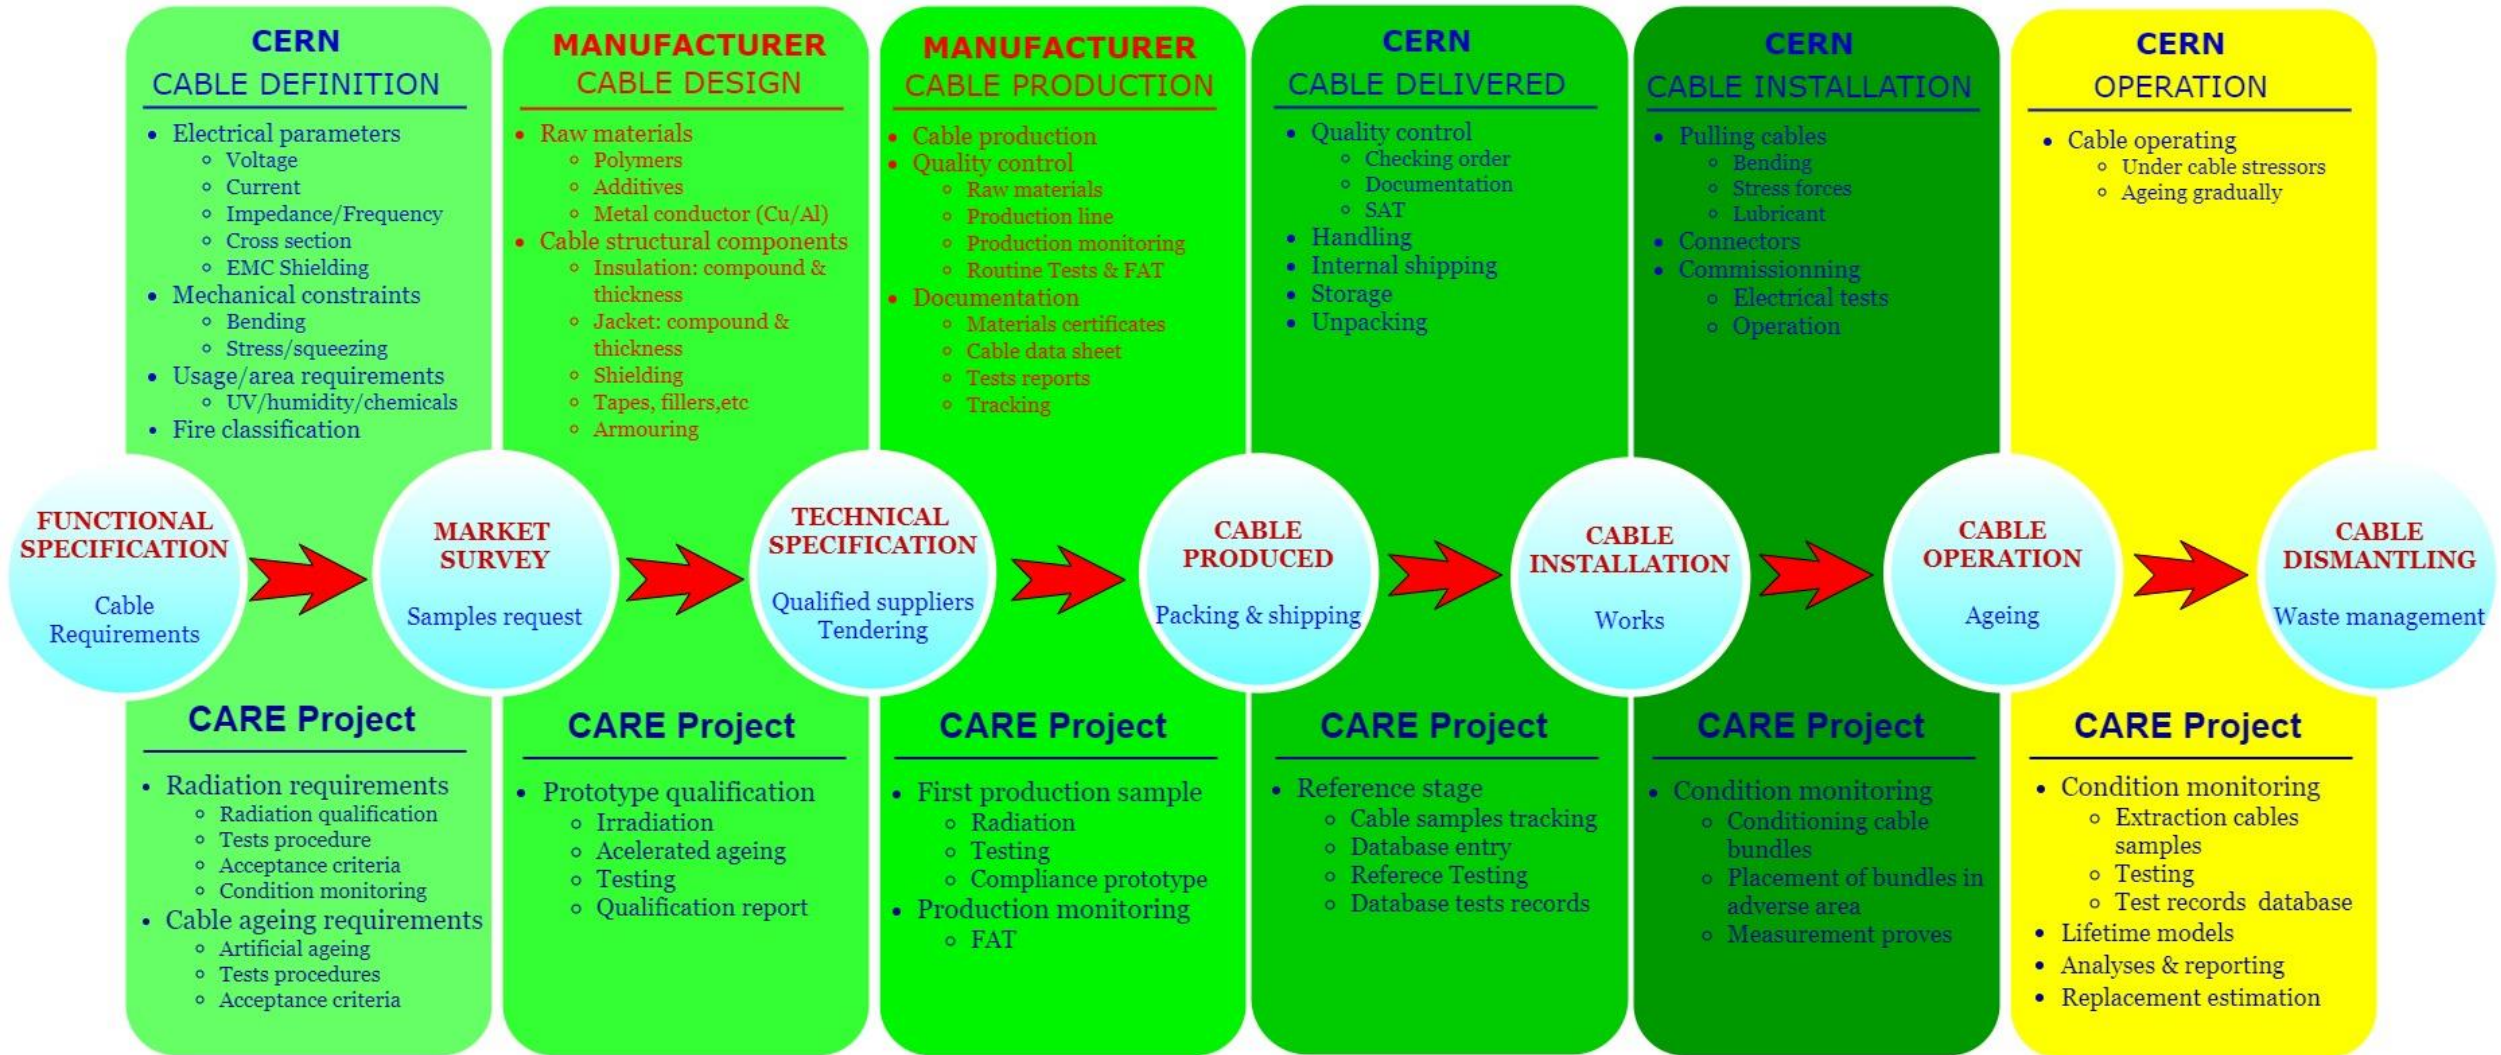 CERN
CABLE DEFINITION
Electrical parameters
Voltage
Current
Impedance/Frequency
Cross section
EMC Shielding
Mechanical constraints
Bending
Stress/squeezing
Usage/area requirements
UV/humidity/chemicals
Fire classification
MANUFACTURER
CABLE DESIGN
Raw materials
Polymers
Additives
Metal conductor (Cu/Al)
Cable structural components
Insulation: compound &
thickness
Jacket: compound &
thickness
Shielding
Tapes, fillers,etc
Armouring
MANUFACTURER
CABLE PRODUCTION
Cable production
Quality control
Raw materials
Production line
Production monitoring
Routine Tests & FAT
Documentation
Materials certificates
Cable data sheet
Tests reports
Tracking
CERN
CABLE DELIVERED
Quality control
Checking order
Documentation
SAT
Handling
Internal shipping
Storage
Unpacking
CERN
CABLE INSTALLATION
Pulling cables
Bending
Stress forces
Lubricant
Connectors
Commissionning
Electrical tests
Operation
CERN
OPERATION
Cable operating
Under cable stressors
Ageing gradually
FUNCTIONAL
SPECIFICATION
Cable
Requirements
MARKET
SURVEY
Samples request
TECHNICAL
SPECIFICATION
Qualified suppliers
Tendering
CABLE
PRODUCED
Packing & shipping
CABLE
INSTALLATION
Works
CABLE
OPERATION
Ageing
CABLE
DISMANTLING
Waste management
CARE Project
Radiation requirements
Radiation qualification
Tests procedure
Acceptance criteria
Condition monitoring
Cable ageing requirements
Artificial ageing
Tests procedures
Acceptance criteria
CARE Project
Prototype qualification
Irradiation
Acelerated ageing
Testing
Qualification report
CARE Project
First production sample
Radiation
Testing
Compliance prototype
Production monitoring
FAT
CARE Project
Reference stage
Cable samples tracking
Database entry
Referece Testing
Database tests records
CARE Project
Condition monitoring
Conditioning cable
bundles
Placement of bundles in
adverse area
Measurement proves
CARE Project
Condition monitoring
Extraction cables
samples
Testing
Test records database
Lifetime models
Analyses & reporting
Replacement estimation